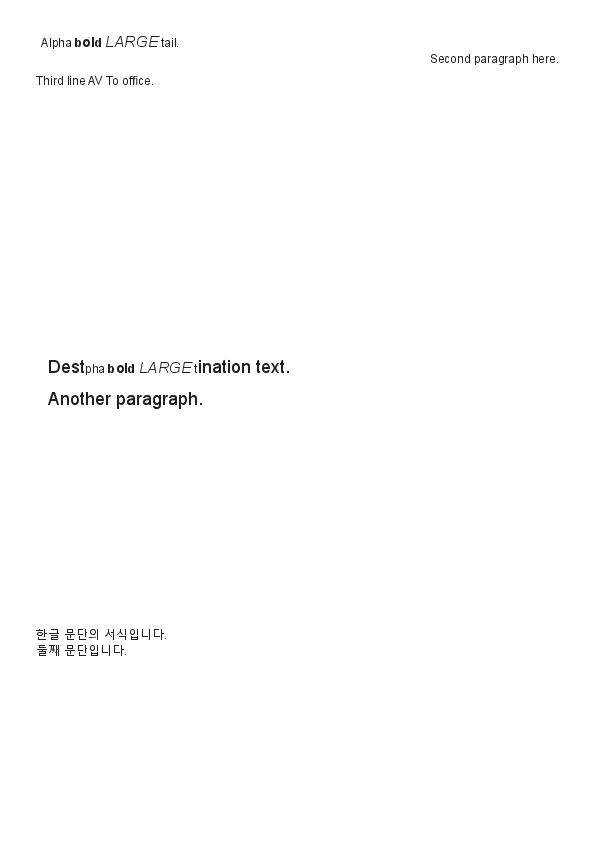 Alpha bold LARGE tail.
Second paragraph here.
Third line AV To office.
Destpha bold LARGE tination text.
Another paragraph.
한글 문단의 서식입니다.
둘째 문단입니다.